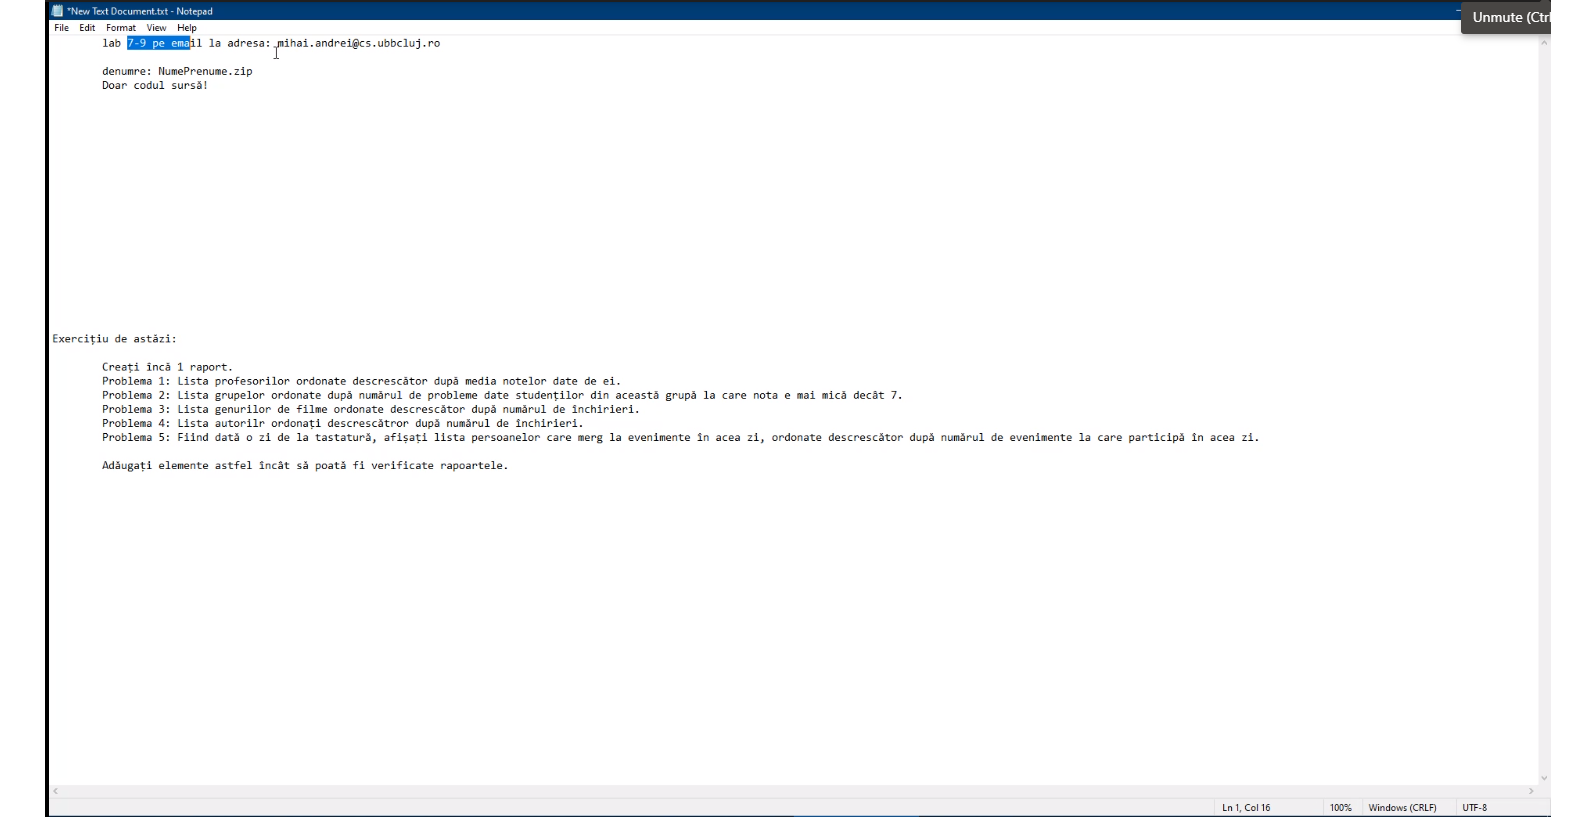 *New Text Document.txt - Notepad
Unmute (Ctrl
File Edit Format View Help
lab 7-9 pe email la adresa: mihai.andrei@cs.ubbcluj.ro
denumre: NumePrenume.zip
Doar codul sursă!
Exercițiu de astăzi:
Creați încă 1 raport.
Problema 1: Lista profesorilor ordonate descrescător după media notelor date de ei.
Problema 2: Lista grupelor ordonate după numărul de probleme date studenților din această grupă la care nota e mai mică decât 7.
Problema 3: Lista genurilor de filme ordonate descrescător după numărul de închirieri.
Problema 4: Lista autorilr ordonați descrescătror după numărul de închirieri.
Problema 5: Fiind dată o zi de la tastatură, afișați lista persoanelor care merg la evenimente în acea zi, ordonate descrescător după numărul de evenimente la care participă în acea zi.
Adăugați elemente astfel încât să poată fi verificate rapoartele.
Ln 1, Col 16 100% Windows (CRLF) UTF-8